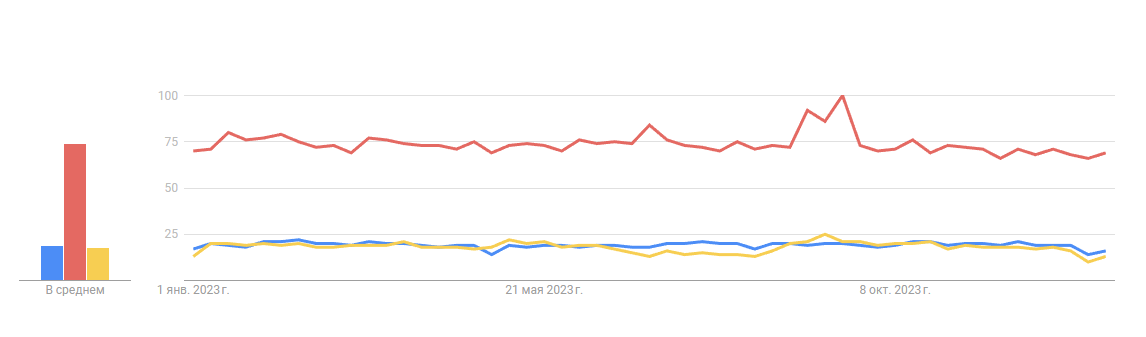 100
75
50
25
В среднем
1 янв. 2023 г.
21 мая 2023 г.
8 окт. 2023 г.